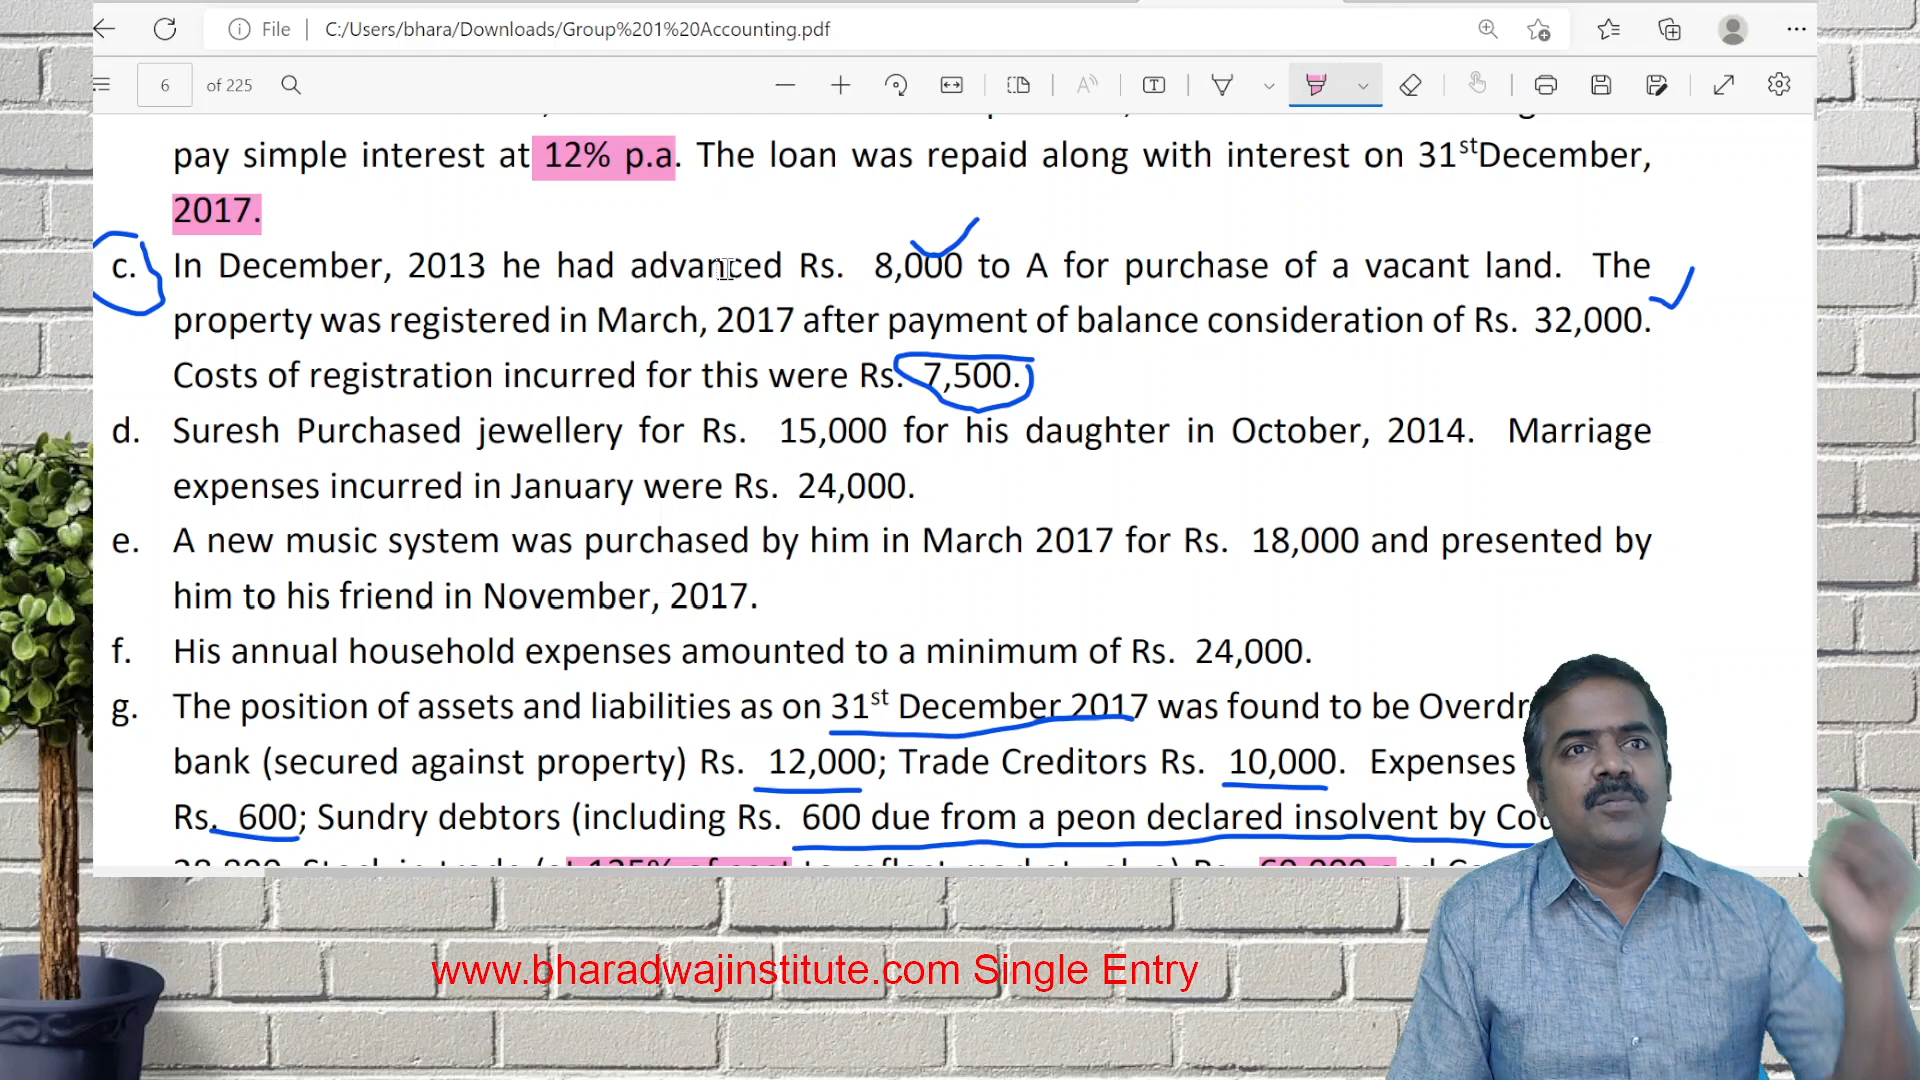 File C:/Users/bhara/Downloads/Group%201%20Accounting.pdf
6 of 225
pay simple interest at 12% p.a. The loan was repaid along with interest on 31stDecember,
2017.
c. In December, 2013 he had advanced Rs. 8,000 to A for purchase of a vacant land. The
property was registered in March, 2017 after payment of balance consideration of Rs. 32,000.
Costs of registration incurred for this were Rs. 7,500.
d. Suresh Purchased jewellery for Rs. 15,000 for his daughter in October, 2014. Marriage
expenses incurred in January were Rs. 24,000.
e. A new music system was purchased by him in March 2017 for Rs. 18,000 and presented by
him to his friend in November, 2017.
f. His annual household expenses amounted to a minimum of Rs. 24,000.
g. The position of assets and liabilities as on 31st December 2017 was found to be Overdr
bank (secured against property) Rs. 12,000; Trade Creditors Rs. 10,000. Expenses
Rs. 600; Sundry debtors (including Rs. 600 due from a peon declared insolvent by Cou
www.bharadwajinstitute.com Single Entry